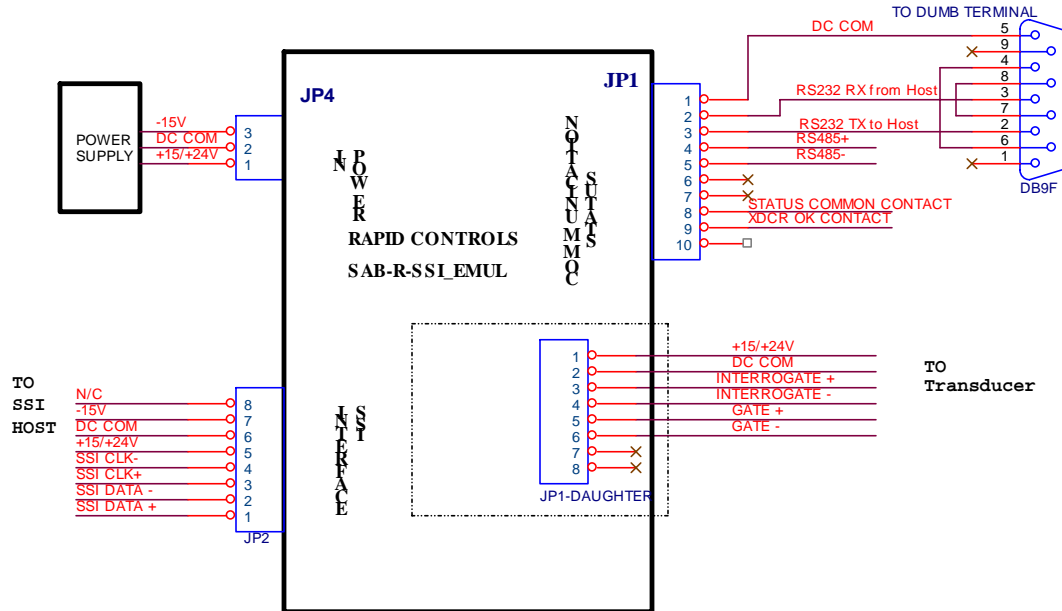 TO DUMB TERMINAL
DC COM
5
9
4
8
3
7
2
6
1
DB9F
RS232 RX from Host
RS232 TX to Host
RS485+
RS485-
STATUS COMMON CONTACT
XDCR OK CONTACT
JP1
1
2
3
4
5
6
7
8
9
10
COMMUNICATION
STATUS
POWER
SUPPLY
-15V
DC COM
+15/+24V
JP4
3
2
1
POWER
IN
RAPID CONTROLS
SAB-R-SSI_EMUL
TO
SSI
HOST
N/C
-15V
DC COM
+15/+24V
SSI CLK-
SSI CLK+
SSI DATA -
SSI DATA +
8
7
6
5
4
3
2
1
JP2
SSI
INTERFACE
1
2
3
4
5
6
7
8
JP1-DAUGHTER
+15/+24V
DC COM
INTERROGATE +
INTERROGATE -
GATE +
GATE -
TO
Transducer